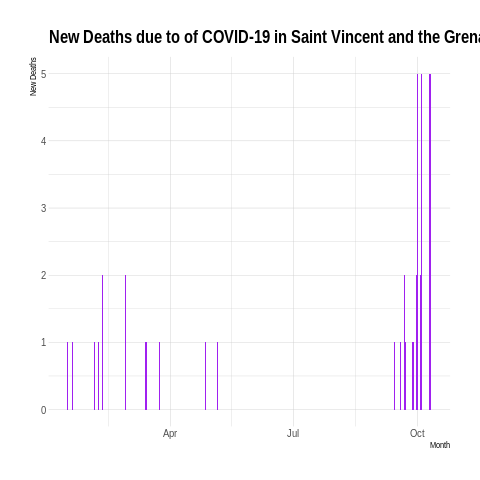 New Deaths due to of COVID-19 in Saint Vincent and the Grena
New Deaths
5
4
3
2
1
0
Apr Jul Oct
Month